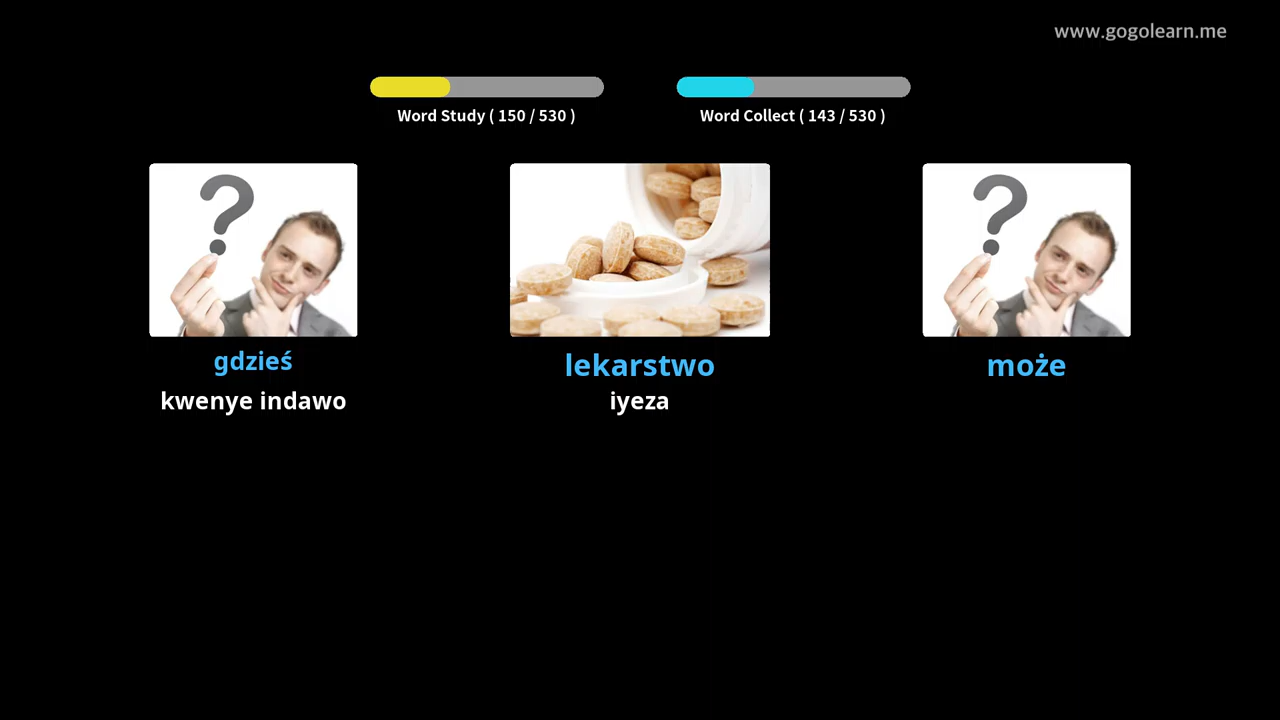 www.gogolearn.me
Word Study ( 150 / 530 )
Word Collect ( 143 / 530 )
gdzieś
kwenye indawo
lekarstwo
iyeza
może